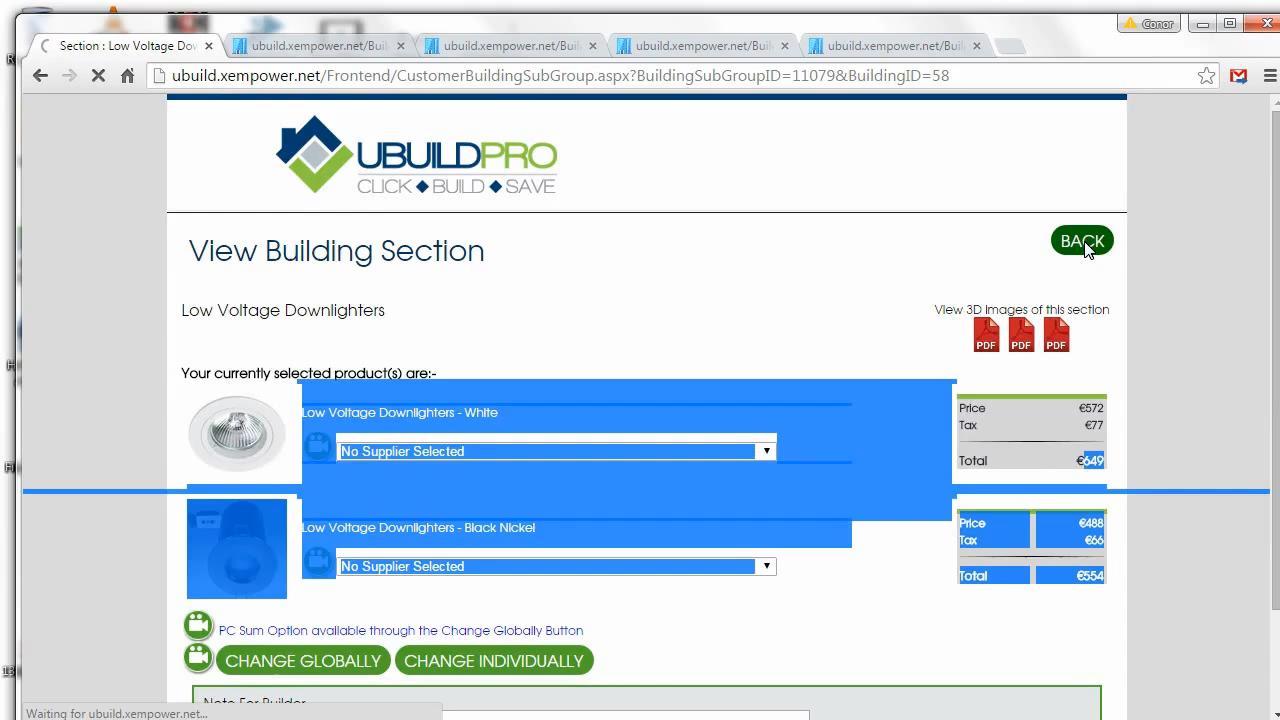 Conor
Section : Low Voltage Dov
ubuild.xempower.net/Buil
ubuild.xempower.net/Buil
ubuild.xempower.net/Buil
ubuild.xempower.net/Buil
ubuild.xempower.net/Frontend/CustomerBuildingSubGroup.aspx?BuildingSubGroupID=11079&BuildingID=58
UBUILDPRO
CLICK ◆ BUILD ◆ SAVE
View Building Section
BACK
Low Voltage Downlighters
View 3D Images of this section
PDF PDF PDF
Your currently selected product(s) are:-
Low Voltage Downlighters - White
No Supplier Selected
Price €572
Tax €77
Total €649
Low Voltage Downlighters - Black Nickel
No Supplier Selected
Price €488
Tax €66
Total €554
PC Sum Option available through the Change Globally Button
CHANGE GLOBALLY CHANGE INDIVIDUALLY
Note For Builder
Waiting for ubuild.xempower.net...